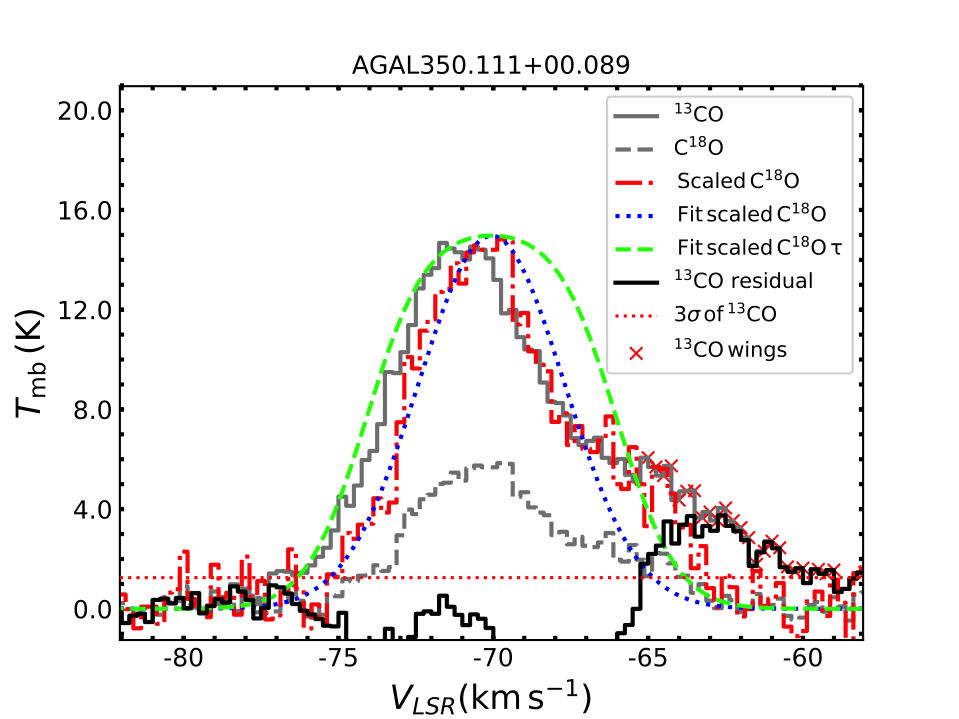 AGAL350.111+00.089
20.0
16.0
12.0
8.0
4.0
0.0
T_mb (K)
¹³CO
C¹⁸O
Scaled C¹⁸O
Fit scaled C¹⁸O
Fit scaled C¹⁸O τ
¹³CO residual
3σ of ¹³CO
¹³CO wings
-80 -75 -70 -65 -60
V_LSR(km s⁻¹)